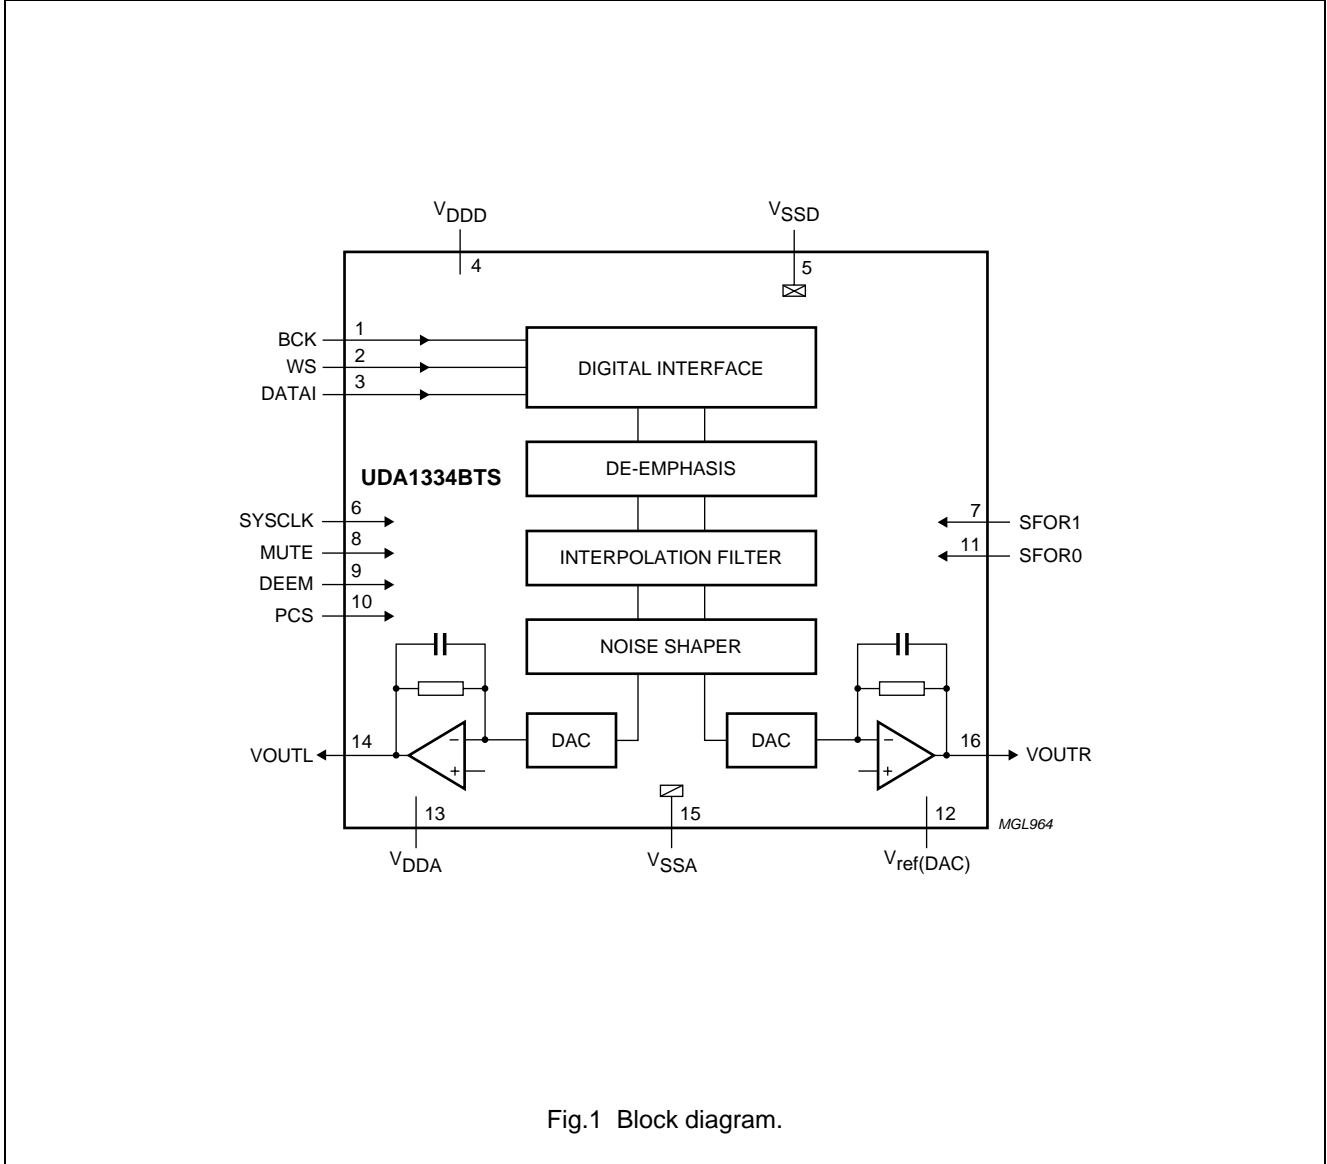 VDDD
VSSD
4
5
BCK
1
WS
2
DATAI
3
DIGITAL INTERFACE
DE-EMPHASIS
UDA1334BTS
SYSCLK
6
MUTE
8
DEEM
9
PCS
10
7
SFOR1
11
SFOR0
INTERPOLATION FILTER
NOISE SHAPER
VOUTL
14
−
+
DAC
DAC
−
+
16
VOUTR
13
15
12
MGL964
VDDA
VSSA
Vref(DAC)
Fig.1 Block diagram.